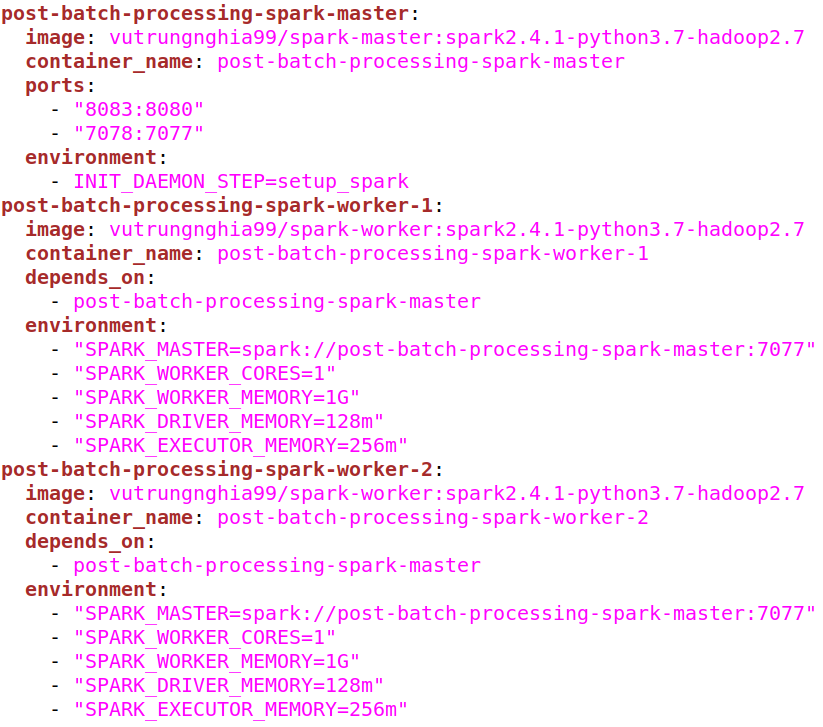 post-batch-processing-spark-master:
  image: vutrungnghia99/spark-master:spark2.4.1-python3.7-hadoop2.7
  container_name: post-batch-processing-spark-master
  ports:
    - "8083:8080"
    - "7078:7077"
  environment:
    - INIT_DAEMON_STEP=setup_spark
post-batch-processing-spark-worker-1:
  image: vutrungnghia99/spark-worker:spark2.4.1-python3.7-hadoop2.7
  container_name: post-batch-processing-spark-worker-1
  depends_on:
    - post-batch-processing-spark-master
  environment:
    - "SPARK_MASTER=spark://post-batch-processing-spark-master:7077"
    - "SPARK_WORKER_CORES=1"
    - "SPARK_WORKER_MEMORY=1G"
    - "SPARK_DRIVER_MEMORY=128m"
    - "SPARK_EXECUTOR_MEMORY=256m"
post-batch-processing-spark-worker-2:
  image: vutrungnghia99/spark-worker:spark2.4.1-python3.7-hadoop2.7
  container_name: post-batch-processing-spark-worker-2
  depends_on:
    - post-batch-processing-spark-master
  environment:
    - "SPARK_MASTER=spark://post-batch-processing-spark-master:7077"
    - "SPARK_WORKER_CORES=1"
    - "SPARK_WORKER_MEMORY=1G"
    - "SPARK_DRIVER_MEMORY=128m"
    - "SPARK_EXECUTOR_MEMORY=256m"